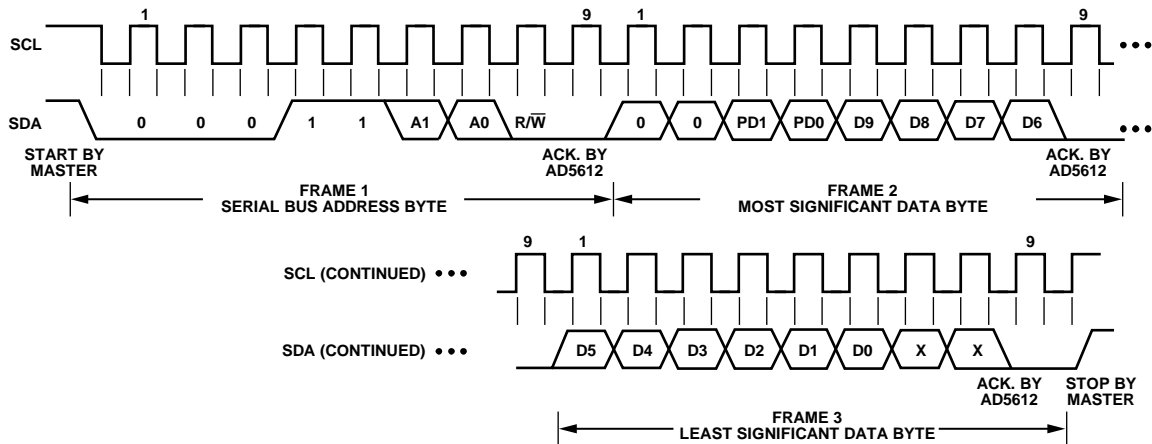 1 9 1 9
SCL
SDA 0 0 0 1 1 A1 A0 R/W̅ 0 0 PD1 PD0 D9 D8 D7 D6
START BY MASTER
ACK. BY AD5612
ACK. BY AD5612
FRAME 1
SERIAL BUS ADDRESS BYTE
FRAME 2
MOST SIGNIFICANT DATA BYTE
9 1 9
SCL (CONTINUED)
SDA (CONTINUED) D5 D4 D3 D2 D1 D0 X X
ACK. BY AD5612
STOP BY MASTER
FRAME 3
LEAST SIGNIFICANT DATA BYTE